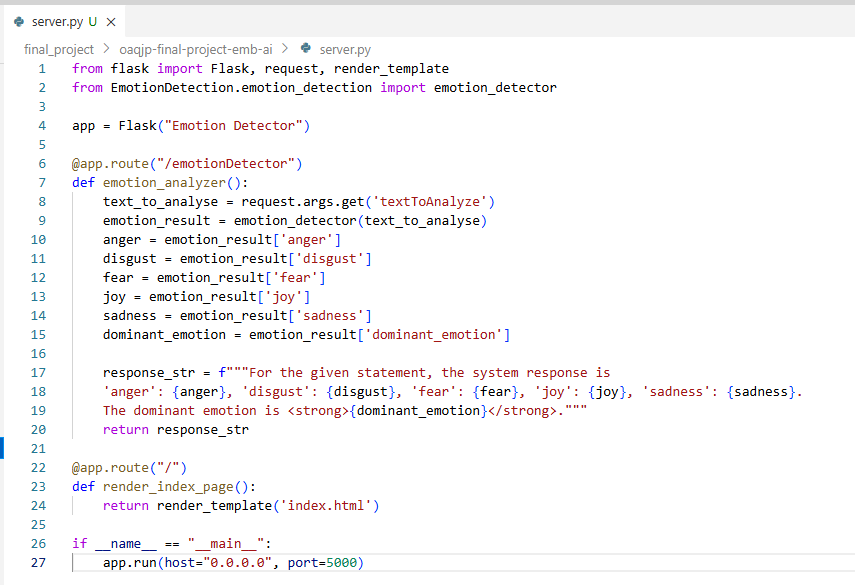 server.py U ×
final_project > oaqjp-final-project-emb-ai > server.py
1 from flask import Flask, request, render_template
2 from EmotionDetection.emotion_detection import emotion_detector
3
4 app = Flask("Emotion Detector")
5
6 @app.route("/emotionDetector")
7 def emotion_analyzer():
8     text_to_analyse = request.args.get('textToAnalyze')
9     emotion_result = emotion_detector(text_to_analyse)
10     anger = emotion_result['anger']
11     disgust = emotion_result['disgust']
12     fear = emotion_result['fear']
13     joy = emotion_result['joy']
14     sadness = emotion_result['sadness']
15     dominant_emotion = emotion_result['dominant_emotion']
16
17     response_str = f"""For the given statement, the system response is
18     'anger': {anger}, 'disgust': {disgust}, 'fear': {fear}, 'joy': {joy}, 'sadness': {sadness}.
19     The dominant emotion is <strong>{dominant_emotion}</strong>."""
20     return response_str
21
22 @app.route("/")
23 def render_index_page():
24     return render_template('index.html')
25
26 if __name__ == "__main__":
27     app.run(host="0.0.0.0", port=5000)